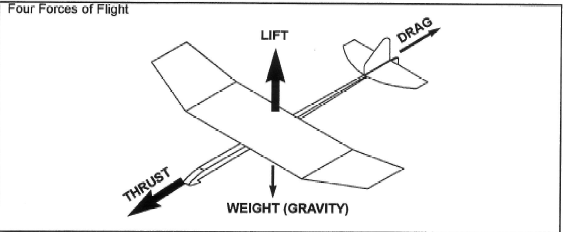 Four Forces of Flight
LIFT
DRAG
THRUST
WEIGHT (GRAVITY)